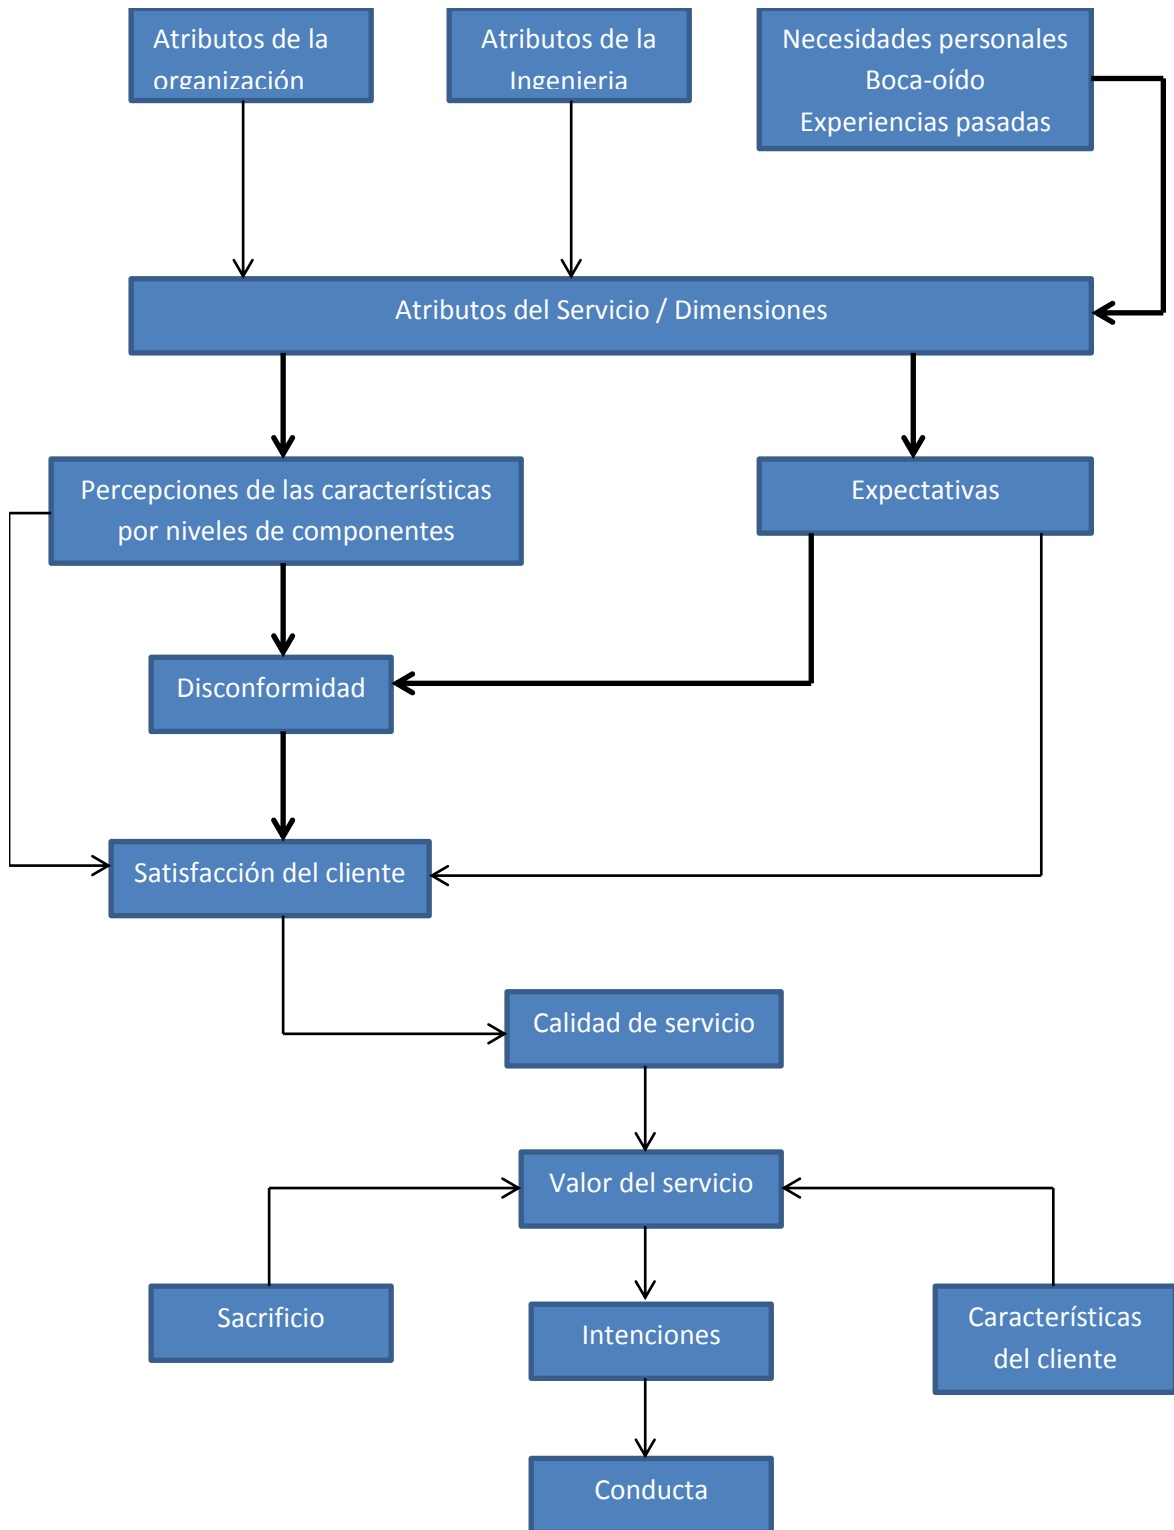 Atributos de la
organización
Atributos de la
Ingenieria
Necesidades personales
Boca-oído
Experiencias pasadas
Atributos del Servicio / Dimensiones
Percepciones de las características
por niveles de componentes
Expectativas
Disconformidad
Satisfacción del cliente
Calidad de servicio
Valor del servicio
Sacrificio
Intenciones
Características
del cliente
Conducta